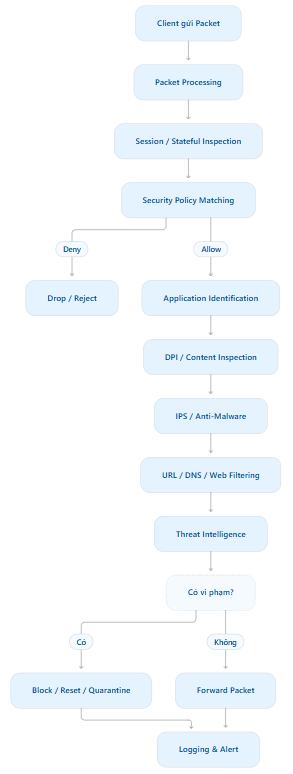 Client gửi Packet
Packet Processing
Session / Stateful Inspection
Security Policy Matching
Deny
Allow
Drop / Reject
Application Identification
DPI / Content Inspection
IPS / Anti-Malware
URL / DNS / Web Filtering
Threat Intelligence
Có vi phạm?
Có
Không
Block / Reset / Quarantine
Forward Packet
Logging & Alert